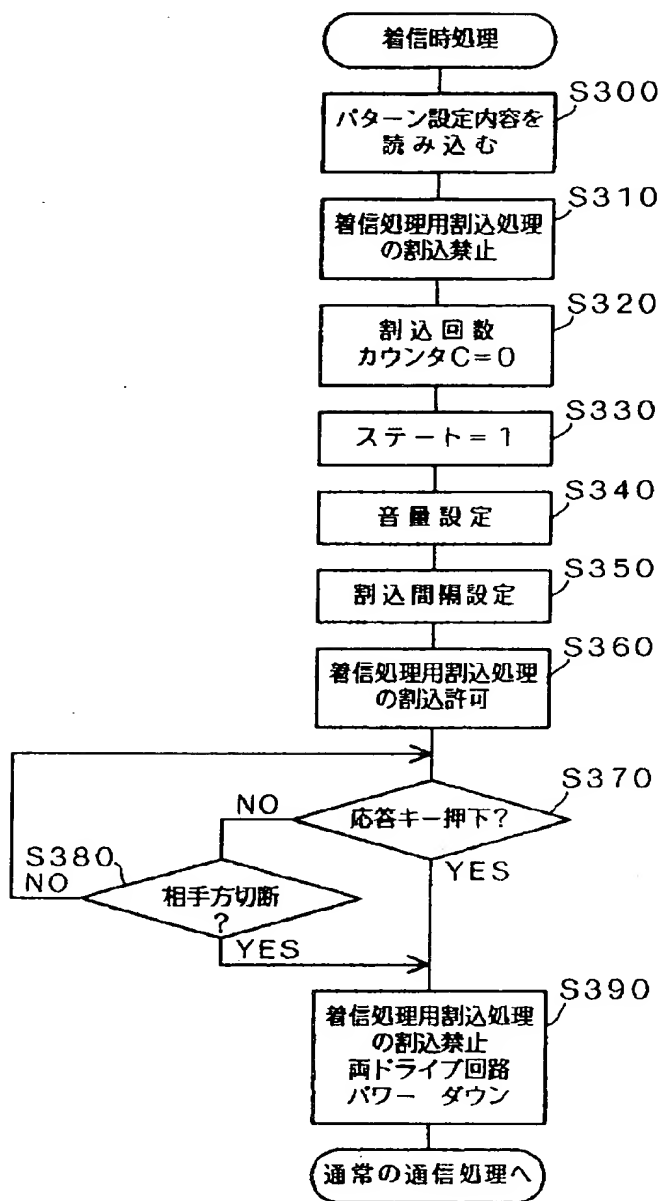 着信時処理
S300
パターン設定内容を
読み込む
S310
着信処理用割込処理
の割込禁止
S320
割込回数
カウンタC=0
S330
ステート=1
S340
音量設定
S350
割込間隔設定
S360
着信処理用割込処理
の割込許可
S370
応答キー押下?
NO
YES
S380
相手方切断
?
NO
YES
S390
着信処理用割込処理
の割込禁止
両ドライブ回路
パワー ダウン
通常の通信処理へ